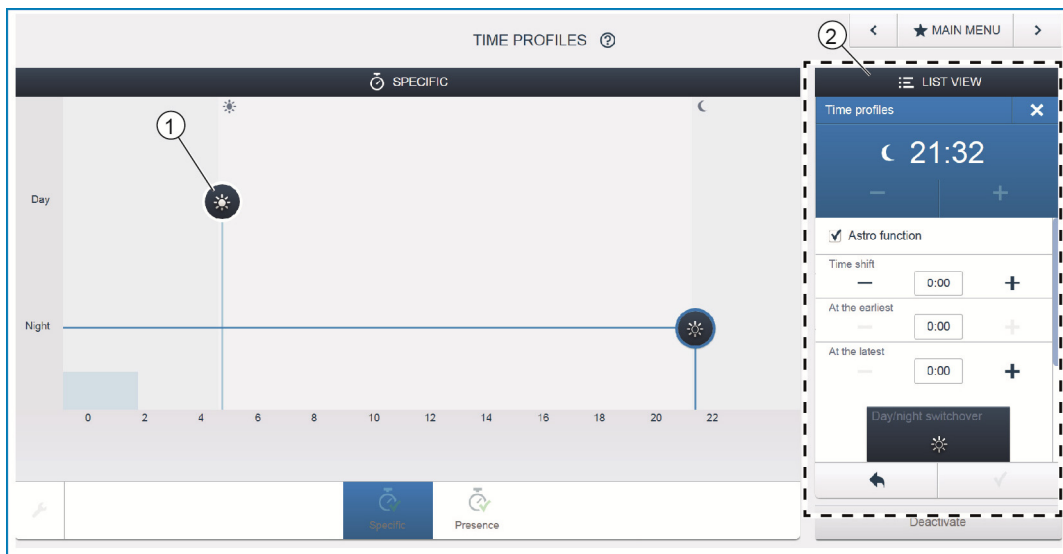 TIME PROFILES ?
2
< ★ MAIN MENU >
SPECIFIC
LIST VIEW
Time profiles ×
1
21:32
− +
Day
Astro function
Time shift
− 0:00 +
At the earliest
− 0:00 +
Night
At the latest
− 0:00 +
0 2 4 6 8 10 12 14 16 18 20 22
Day/night switchover
Specific
Presence
Deactivate